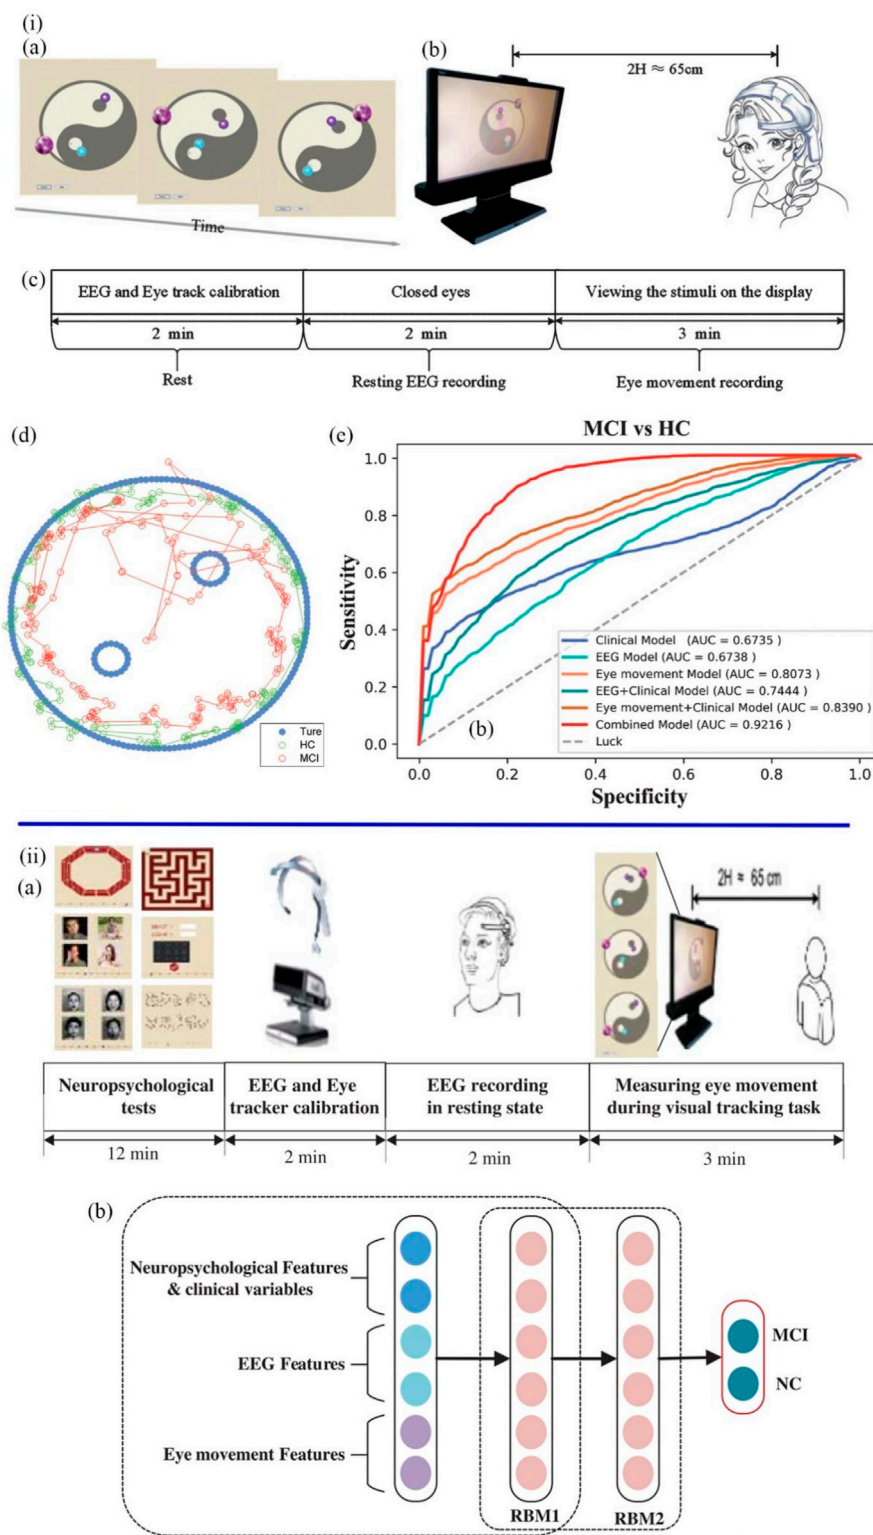 (i)
(a)
(b)
2H ≈ 65cm
Time
(c)
EEG and Eye track calibration
Closed eyes
Viewing the stimuli on the display
2 min
2 min
3 min
Rest
Resting EEG recording
Eye movement recording
(d)
Ture
HC
MCI
(e)
MCI vs HC
Sensitivity
1.0
0.8
0.6
0.4
0.2
0.0
Clinical Model (AUC = 0.6735 )
EEG Model (AUC = 0.6738 )
Eye movement Model (AUC = 0.8073 )
EEG+Clinical Model (AUC = 0.7444 )
Eye movement+Clinical Model (AUC = 0.8390 )
Combined Model (AUC = 0.9216 )
Luck
(b)
0.0
0.2
0.4
0.6
0.8
1.0
Specificity
(ii)
(a)
2H ≈ 65 cm
Neuropsychological
tests
EEG and Eye
tracker calibration
EEG recording
in resting state
Measuring eye movement
during visual tracking task
12 min
2 min
2 min
3 min
(b)
Neuropsychological Features
& clinical variables
EEG Features
Eye movement Features
RBM1
RBM2
MCI
NC